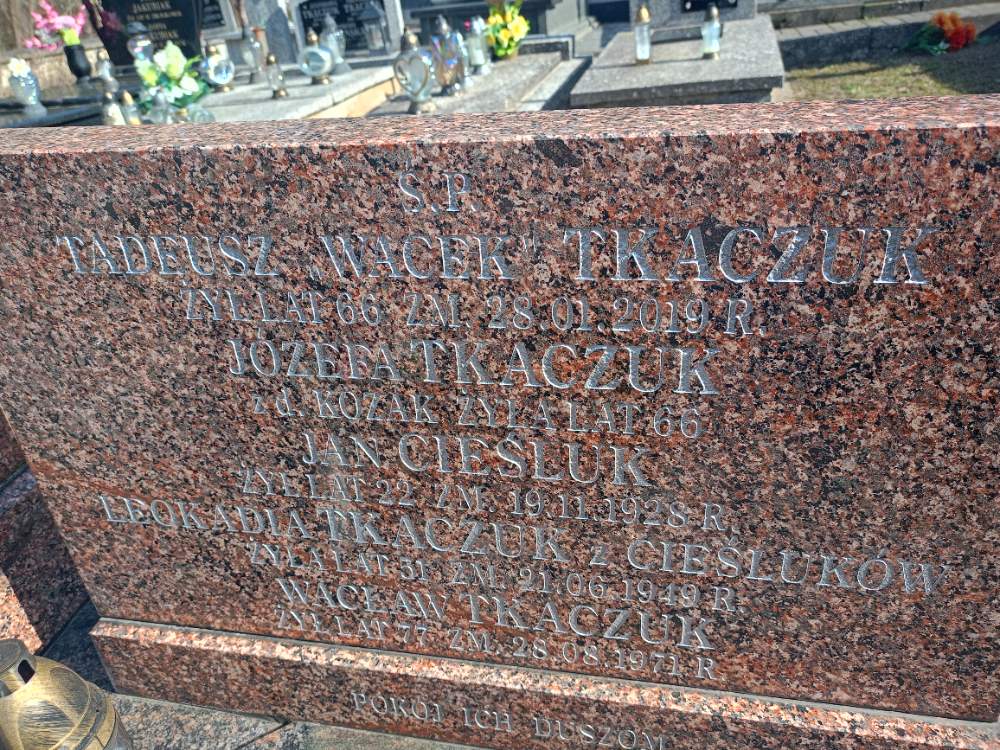 JAKUBIAK
Ś.P.
TADEUSZ „WACEK" TKACZUK
ŻYŁ LAT 66 ZM. 28.01.2019 R.
JÓZEFA TKACZUK
z d. KOZAK ŻYŁA LAT 66
JAN CIEŚLUK
ŻYŁ LAT 22 ZM. 19.11.1928 R.
LEOKADIA TKACZUK z CIEŚLUKÓW
ŻYŁA LAT 51 ZM. 21.06.1949 R.
WACŁAW TKACZUK
ŻYŁ LAT 77 ZM. 28.08.1971 R
POKÓJ ICH DUSZOM